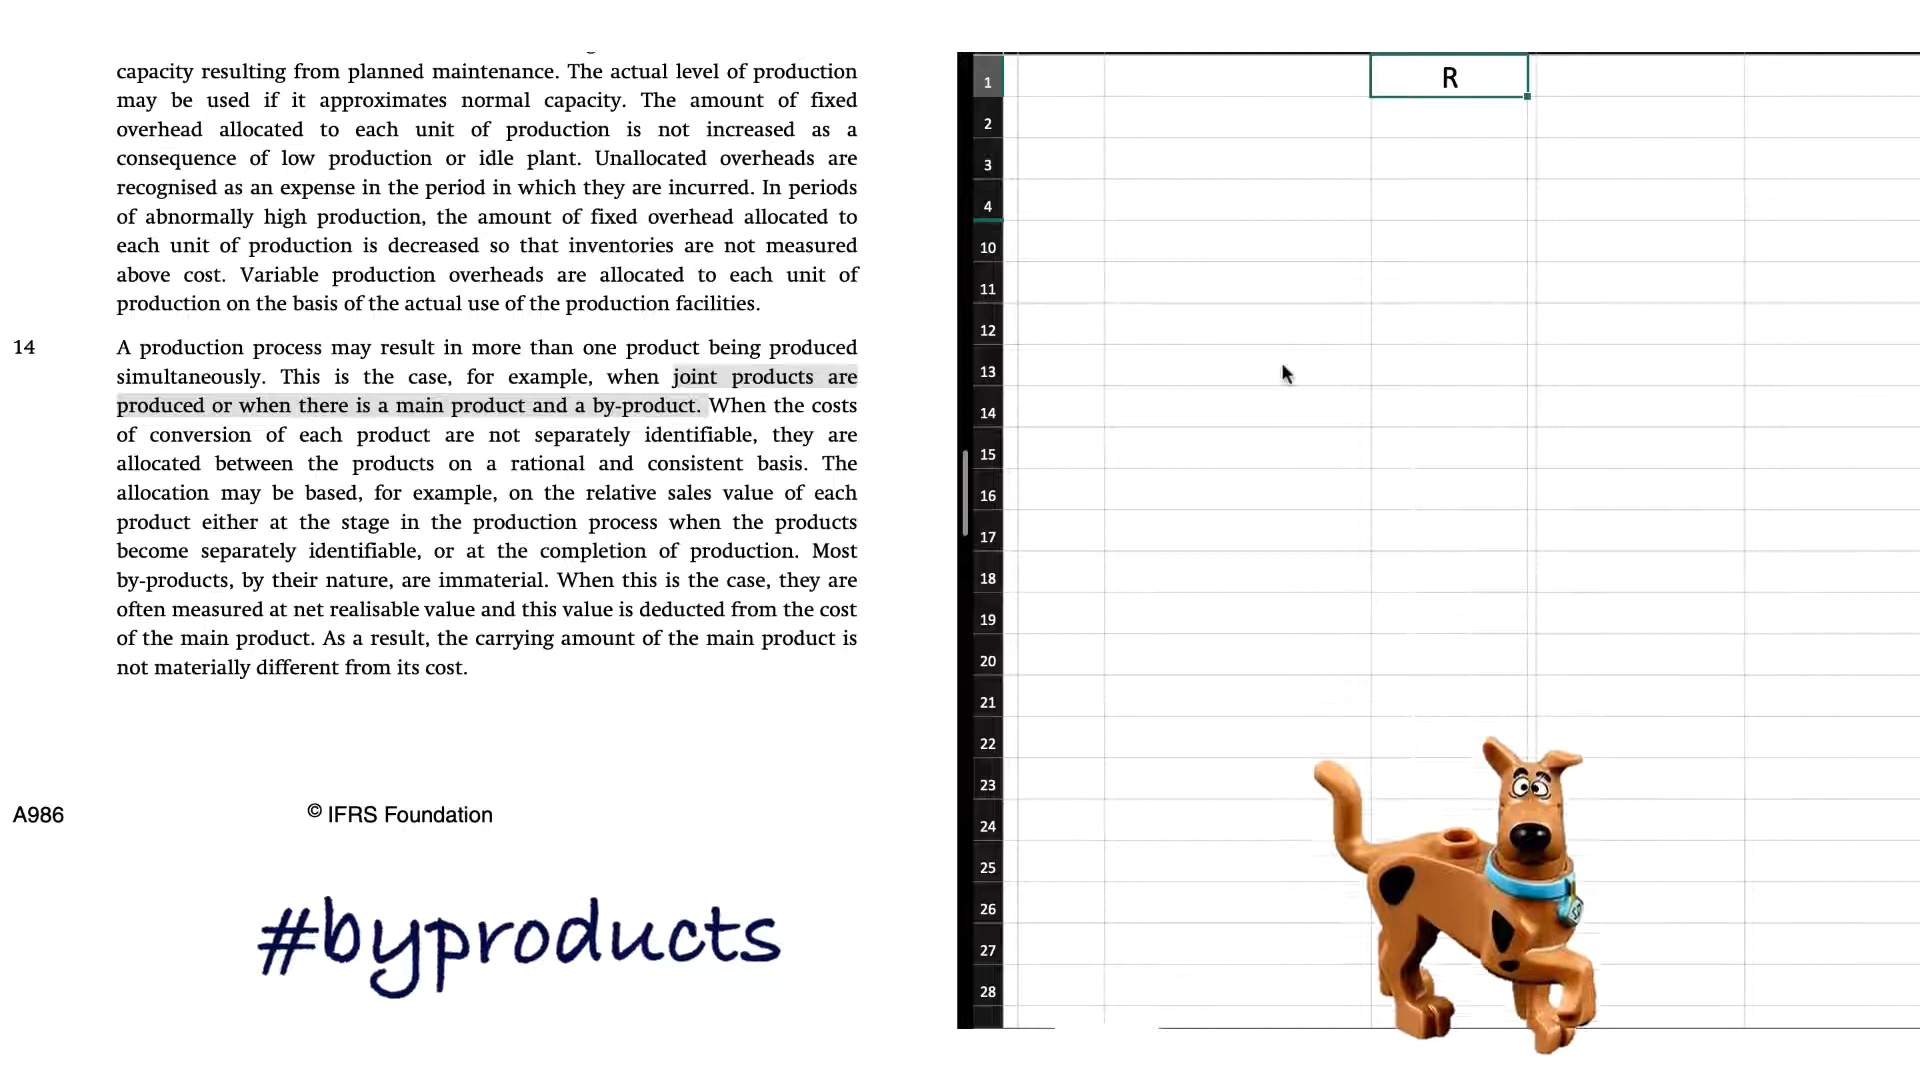 capacity resulting from planned maintenance. The actual level of production
may be used if it approximates normal capacity. The amount of fixed
overhead allocated to each unit of production is not increased as a
consequence of low production or idle plant. Unallocated overheads are
recognised as an expense in the period in which they are incurred. In periods
of abnormally high production, the amount of fixed overhead allocated to
each unit of production is decreased so that inventories are not measured
above cost. Variable production overheads are allocated to each unit of
production on the basis of the actual use of the production facilities.
14 A production process may result in more than one product being produced
simultaneously. This is the case, for example, when joint products are
produced or when there is a main product and a by-product. When the costs
of conversion of each product are not separately identifiable, they are
allocated between the products on a rational and consistent basis. The
allocation may be based, for example, on the relative sales value of each
product either at the stage in the production process when the products
become separately identifiable, or at the completion of production. Most
by-products, by their nature, are immaterial. When this is the case, they are
often measured at net realisable value and this value is deducted from the cost
of the main product. As a result, the carrying amount of the main product is
not materially different from its cost.
A986 © IFRS Foundation
#byproducts
1 R
2
3
4
10
11
12
13
14
15
16
17
18
19
20
21
22
23
24
25
26
27
28